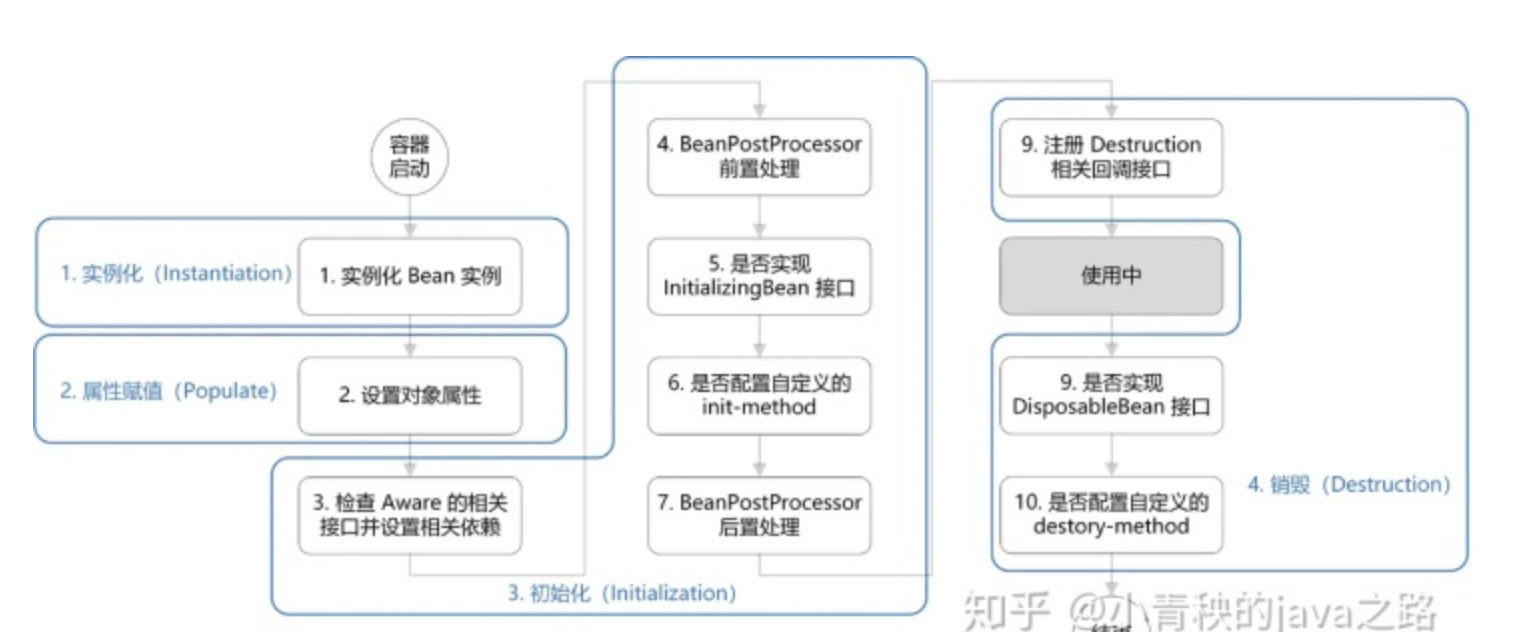 容器
启动
1. 实例化（Instantiation）
1. 实例化 Bean 实例
2. 属性赋值（Populate）
2. 设置对象属性
3. 检查 Aware 的相关
接口并设置相关依赖
3. 初始化（Initialization）
4. BeanPostProcessor
前置处理
5. 是否实现
InitializingBean 接口
6. 是否配置自定义的
init-method
7. BeanPostProcessor
后置处理
9. 注册 Destruction
相关回调接口
使用中
9. 是否实现
DisposableBean 接口
10. 是否配置自定义的
destory-method
4. 销毁（Destruction）
知乎 @小青秧的java之路